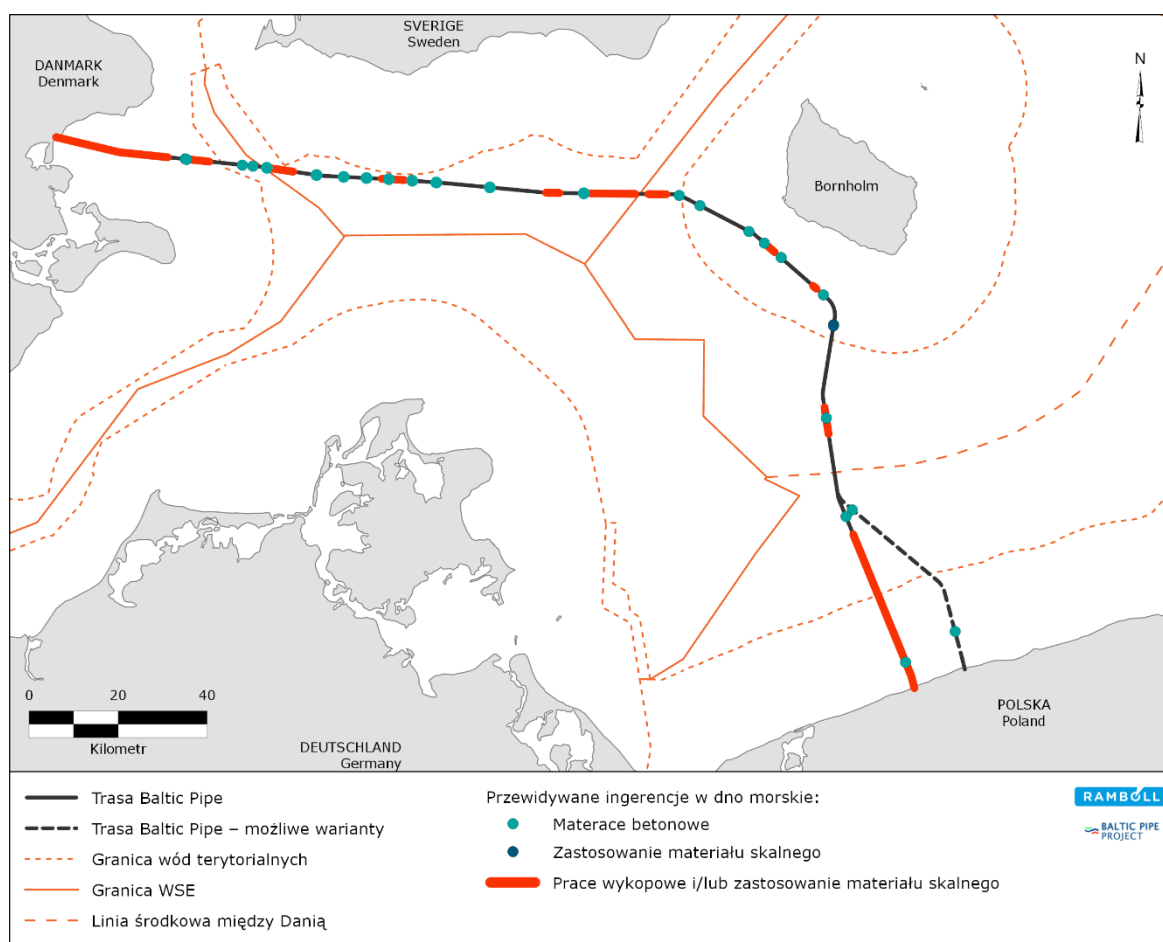 SVERIGE
Sweden
DANMARK
Denmark
N
Bornholm
0 20 40
Kilometr
DEUTSCHLAND
Germany
POLSKA
Poland
Trasa Baltic Pipe
Trasa Baltic Pipe – możliwe warianty
Granica wód terytorialnych
Granica WSE
Linia środkowa między Danią
Przewidywane ingerencje w dno morskie:
Materace betonowe
Zastosowanie materiału skalnego
Prace wykopowe i/lub zastosowanie materiału skalnego
RAMBOLL
BALTIC PIPE
PROJECT